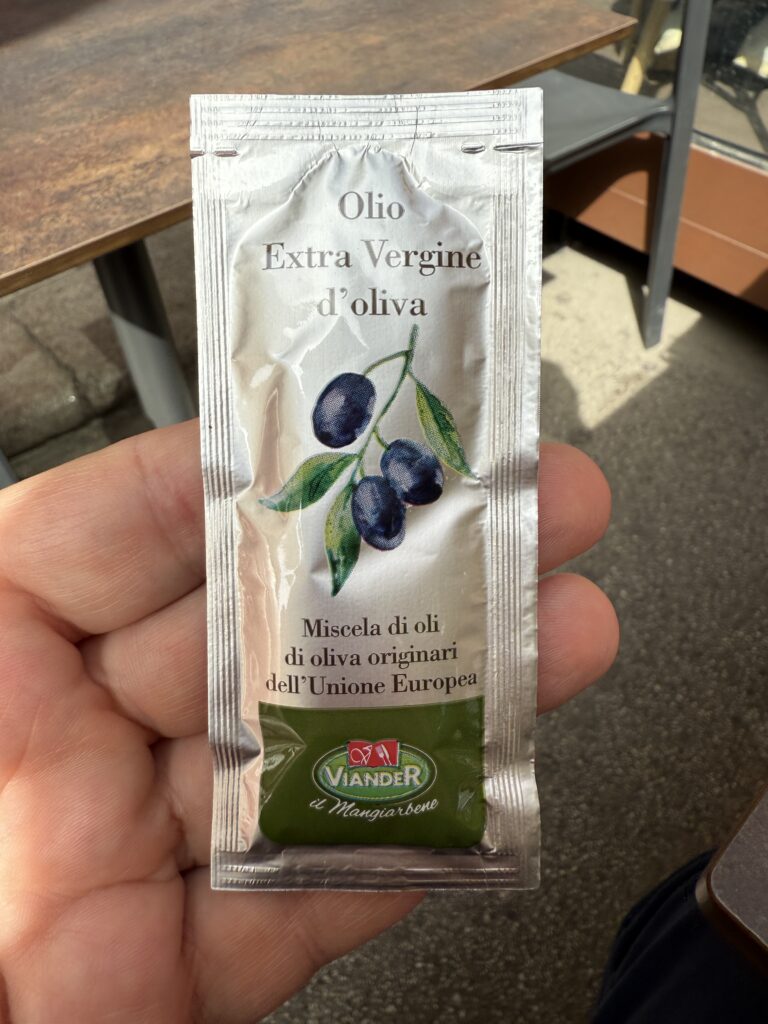 Olio
Extra Vergine
d'oliva
Miscela di oli
di oliva originari
dell'Unione Europea
VIANDER
il Mangiarbene